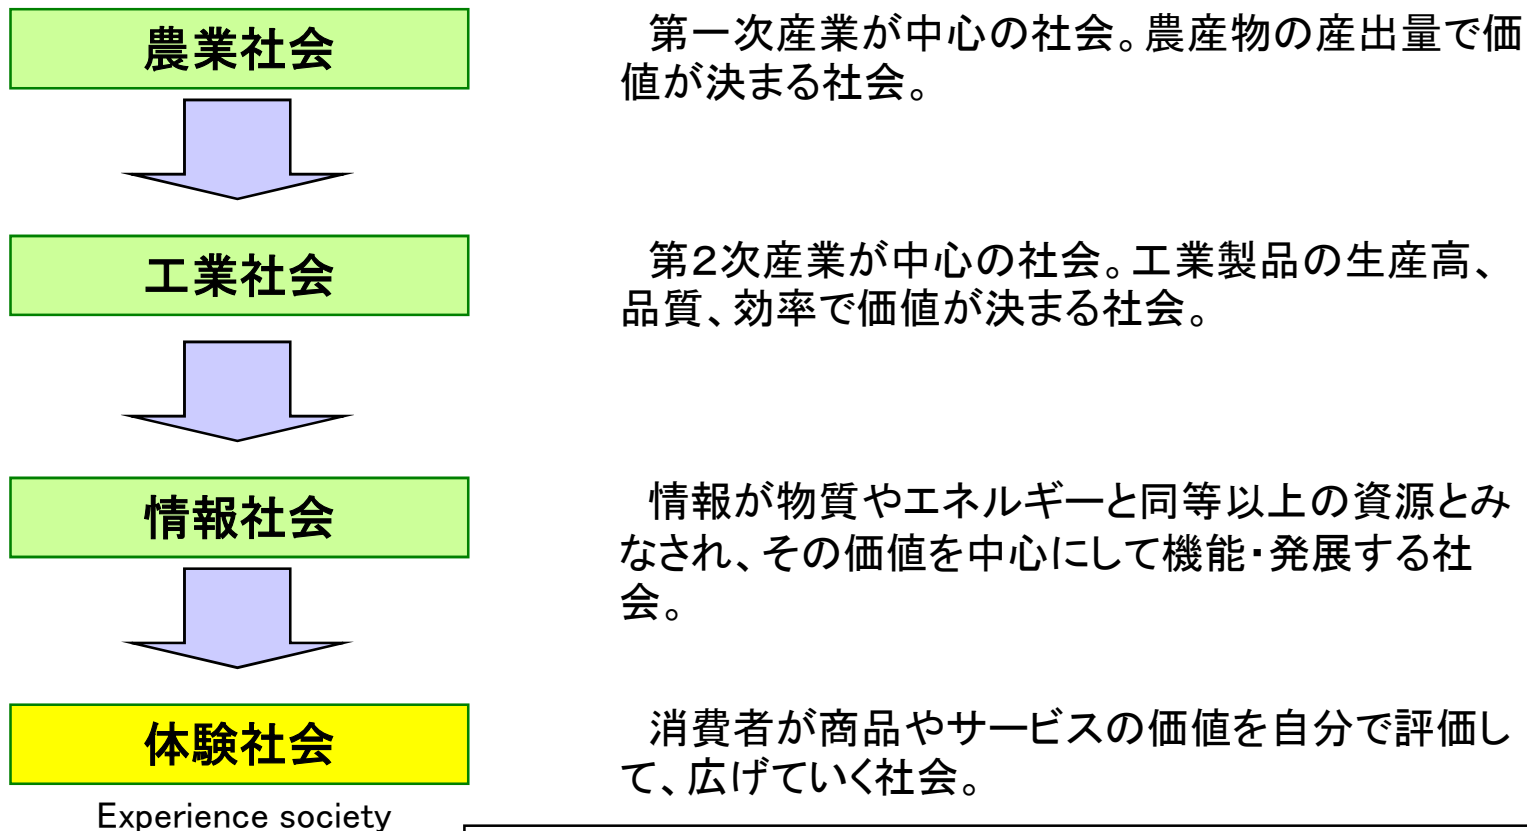 農業社会
第一次産業が中心の社会。農産物の産出量で価
値が決まる社会。
工業社会
第２次産業が中心の社会。工業製品の生産高、
品質、効率で価値が決まる社会。
情報社会
情報が物質やエネルギーと同等以上の資源とみ
なされ、その価値を中心にして機能・発展する社
会。
体験社会
消費者が商品やサービスの価値を自分で評価し
て、広げていく社会。
Experience society